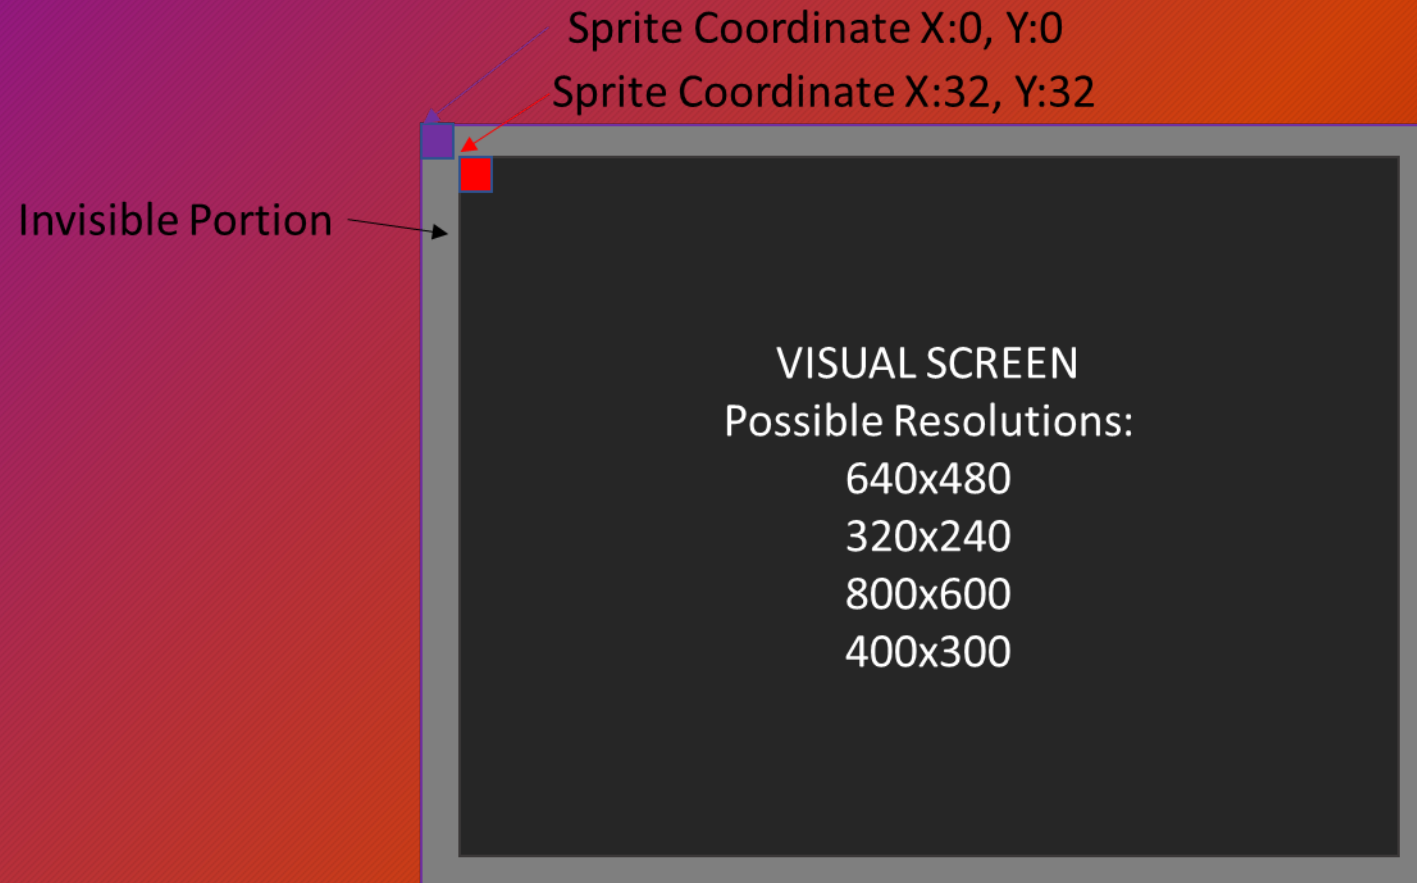 Sprite Coordinate X:0, Y:0
Sprite Coordinate X:32, Y:32
Invisible Portion
VISUAL SCREEN
Possible Resolutions:
640x480
320x240
800x600
400x300